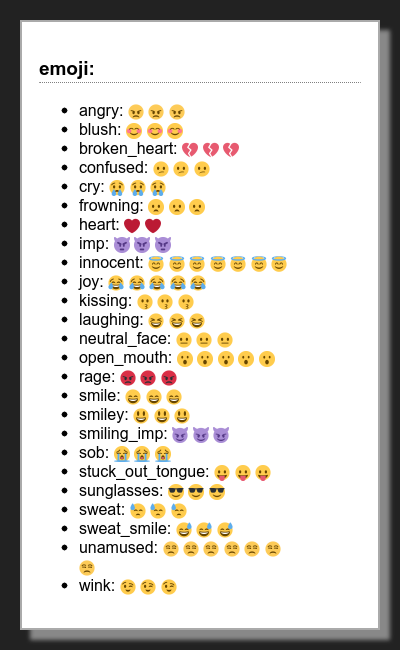 emoji:
angry: 😠 😠 😠
blush: 😊 😊 😊
broken_heart: 💔 💔 💔
confused: 😕 😕 😕
cry: 😢 😢 😢
frowning: 😦 😦 😦
heart: ❤️ ❤️
imp: 👿 👿 👿
innocent: 😇 😇 😇 😇 😇 😇 😇
joy: 😂 😂 😂 😂 😂
kissing: 😗 😗 😗
laughing: 😆 😆 😆
neutral_face: 😐 😐 😐
open_mouth: 😮 😮 😮 😮 😮
rage: 😡 😡 😡
smile: 😄 😄 😄
smiley: 😃 😃 😃
smiling_imp: 😈 😈 😈
sob: 😭 😭 😭
stuck_out_tongue: 😛 😛 😛
sunglasses: 😎 😎 😎
sweat: 😓 😓 😓
sweat_smile: 😅 😅 😅
unamused: 😒 😒 😒 😒 😒 😒
😒
wink: 😉 😉 😉